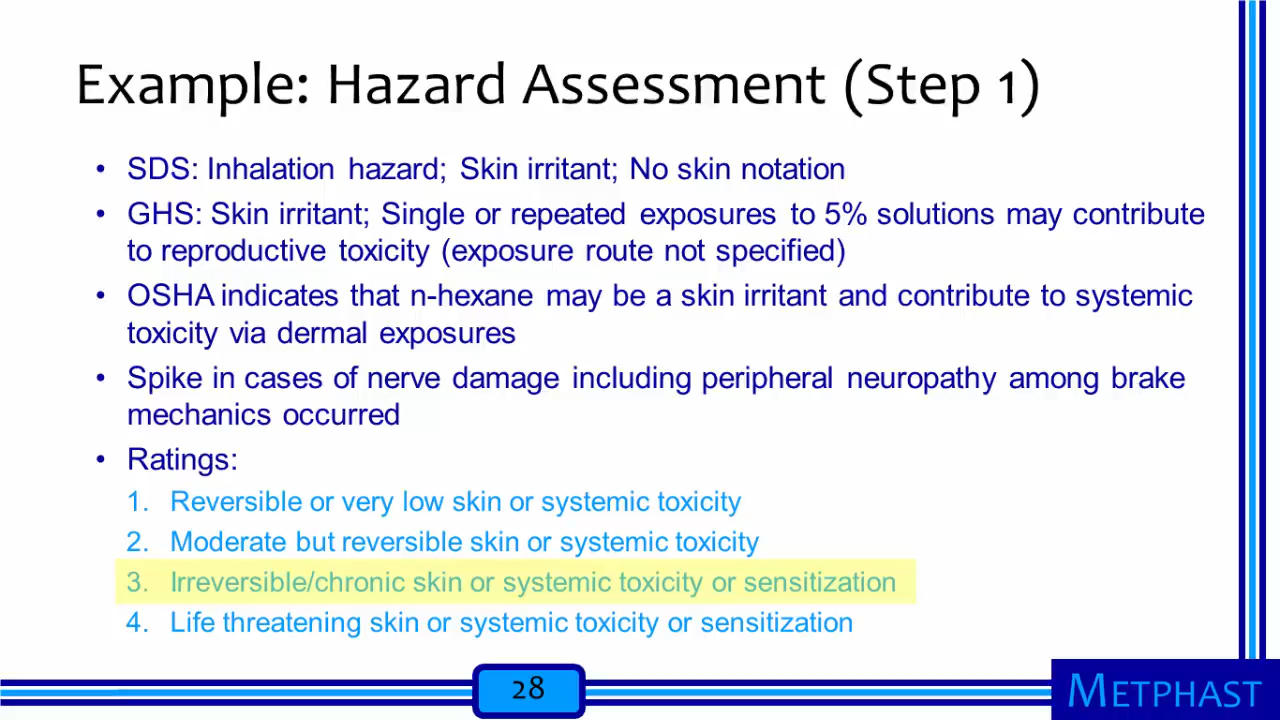 Example: Hazard Assessment (Step 1)
• SDS: Inhalation hazard; Skin irritant; No skin notation
• GHS: Skin irritant; Single or repeated exposures to 5% solutions may contribute
to reproductive toxicity (exposure route not specified)
• OSHA indicates that n-hexane may be a skin irritant and contribute to systemic
toxicity via dermal exposures
• Spike in cases of nerve damage including peripheral neuropathy among brake
mechanics occurred
• Ratings:
1. Reversible or very low skin or systemic toxicity
2. Moderate but reversible skin or systemic toxicity
3. Irreversible/chronic skin or systemic toxicity or sensitization
4. Life threatening skin or systemic toxicity or sensitization
28
METPHAST